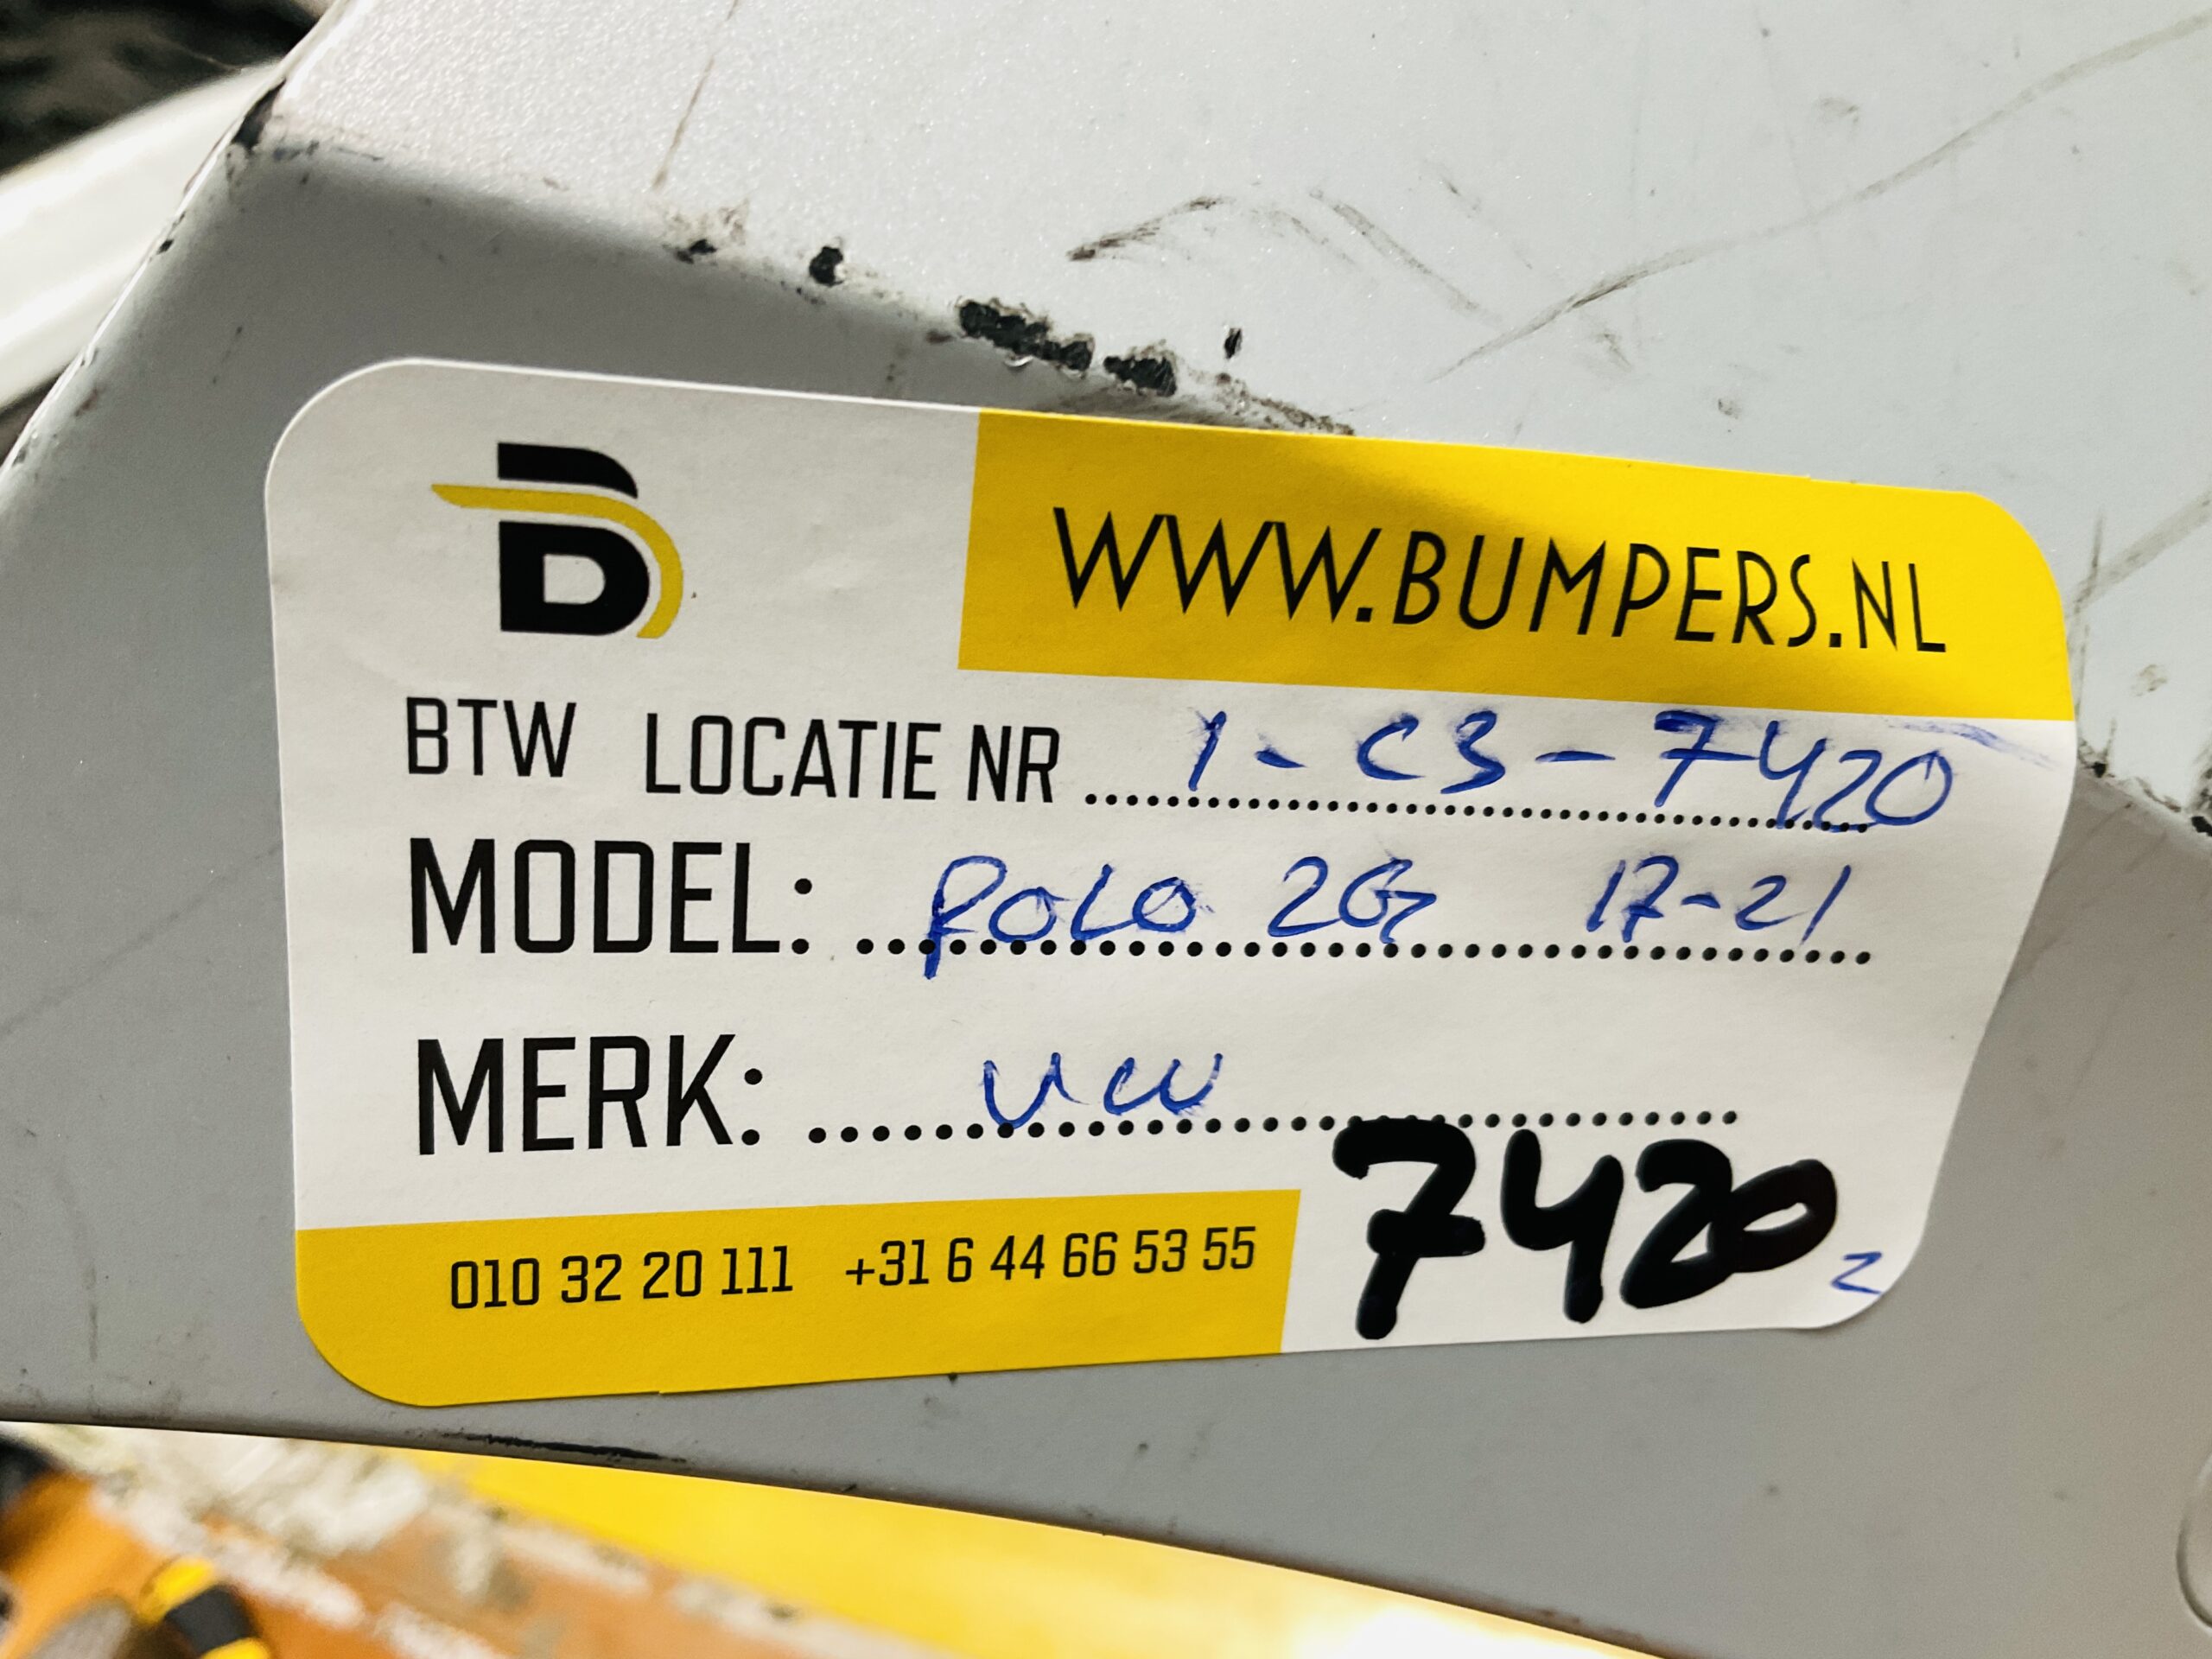 B
WWW.BUMPERS.NL
BTW LOCATIE NR ........ 1-C3-7420
MODEL: ........ POLO 2G 17-21
MERK: ........ VW
7420
z
010 32 20 111 +31 6 44 66 53 55